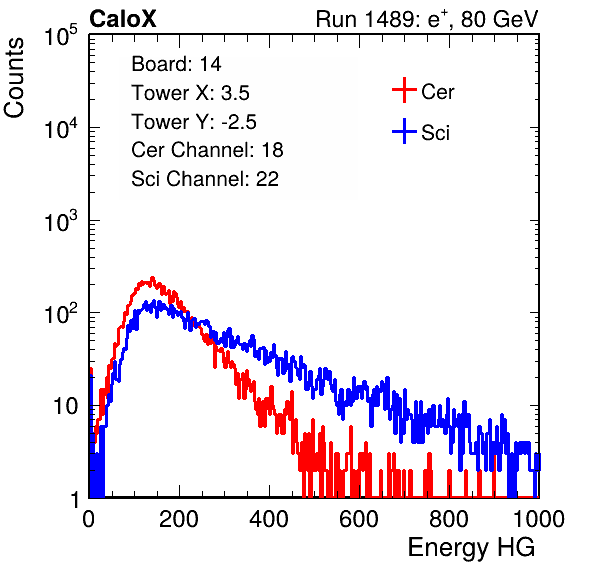 CaloX Run 1489: e⁺, 80 GeV
Counts
Board: 14
Tower X: 3.5
Tower Y: -2.5
Cer Channel: 18
Sci Channel: 22
Cer
Sci
10⁵
10⁴
10³
10²
10
1
0 200 400 600 800 1000
Energy HG